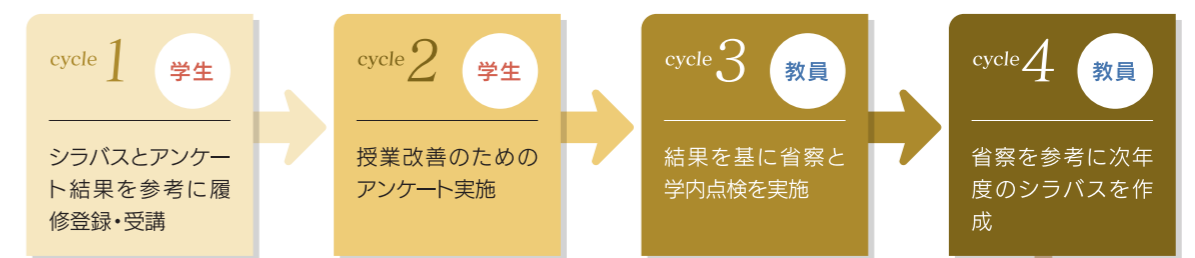 cycle 1 学生
シラバスとアンケー
ト結果を参考に履
修登録・受講
cycle 2 学生
授業改善のための
アンケート実施
cycle 3 教員
結果を基に省察と
学内点検を実施
cycle 4 教員
省察を参考に次年
度のシラバスを作
成